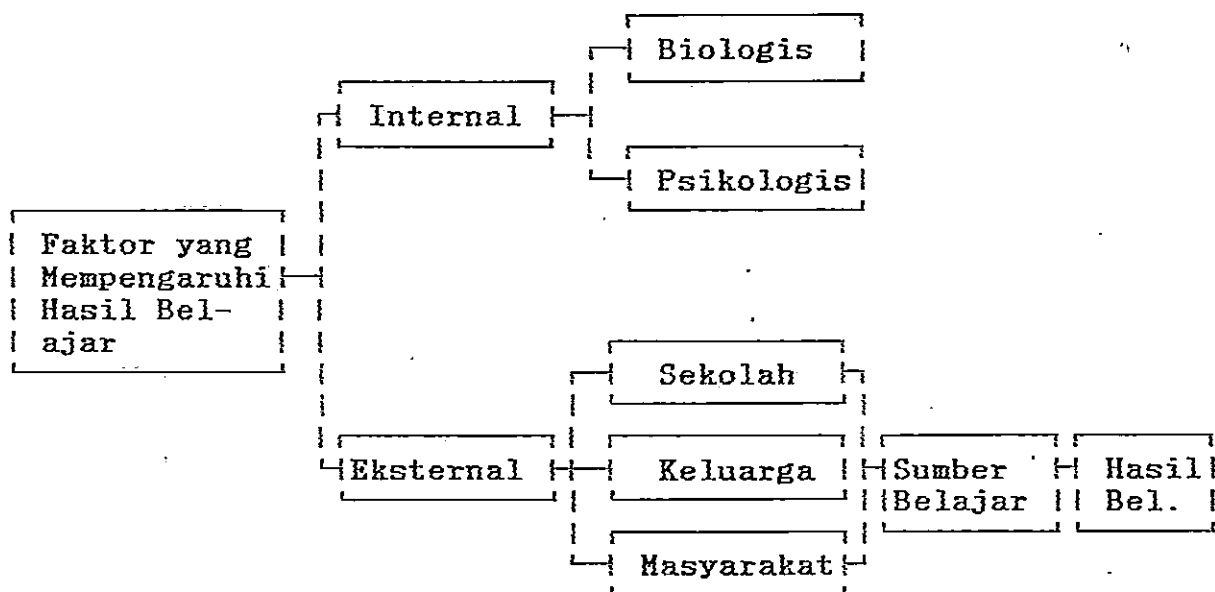 Biologis
Internal
Psikologis
Faktor yang
Mempengaruhi
Hasil Bel-
ajar
Sekolah
Eksternal
Keluarga
Sumber
Belajar
Hasil
Bel.
Masyarakat